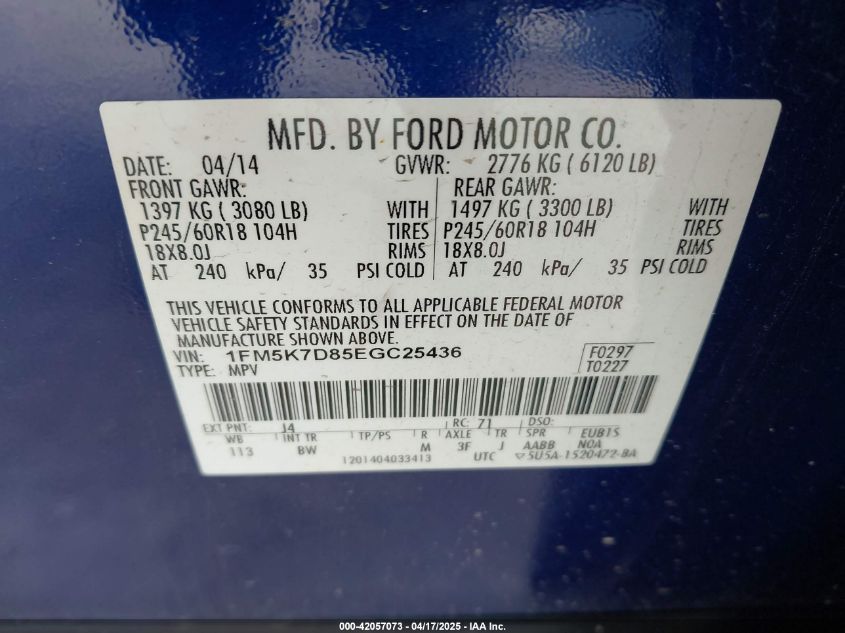 MFD. BY FORD MOTOR CO.
DATE: 04/14 GVWR: 2776 KG ( 6120 LB)
FRONT GAWR: REAR GAWR:
1397 KG ( 3080 LB) WITH 1497 KG ( 3300 LB) WITH
P245/60R18 104H TIRES P245/60R18 104H TIRES
18X8.0J RIMS 18X8.0J RIMS
AT 240 kPa/ 35 PSI COLD AT 240 kPa/ 35 PSI COLD
THIS VEHICLE CONFORMS TO ALL APPLICABLE FEDERAL MOTOR
VEHICLE SAFETY STANDARDS IN EFFECT ON THE DATE OF
MANUFACTURE SHOWN ABOVE.
VIN: 1FM5K7D85EGC25436 F0297
TYPE: MPV T0227
EXT PNT: J4 RC: 71 DSO:
WB INT TR TP/PS R AXLE TR SPR EUB1S
113 BW M 3F J AABB NOA
1201404033413 UTC ▽5U5A-1520472-BA
000-42057073 - 04/17/2025 - IAA Inc.